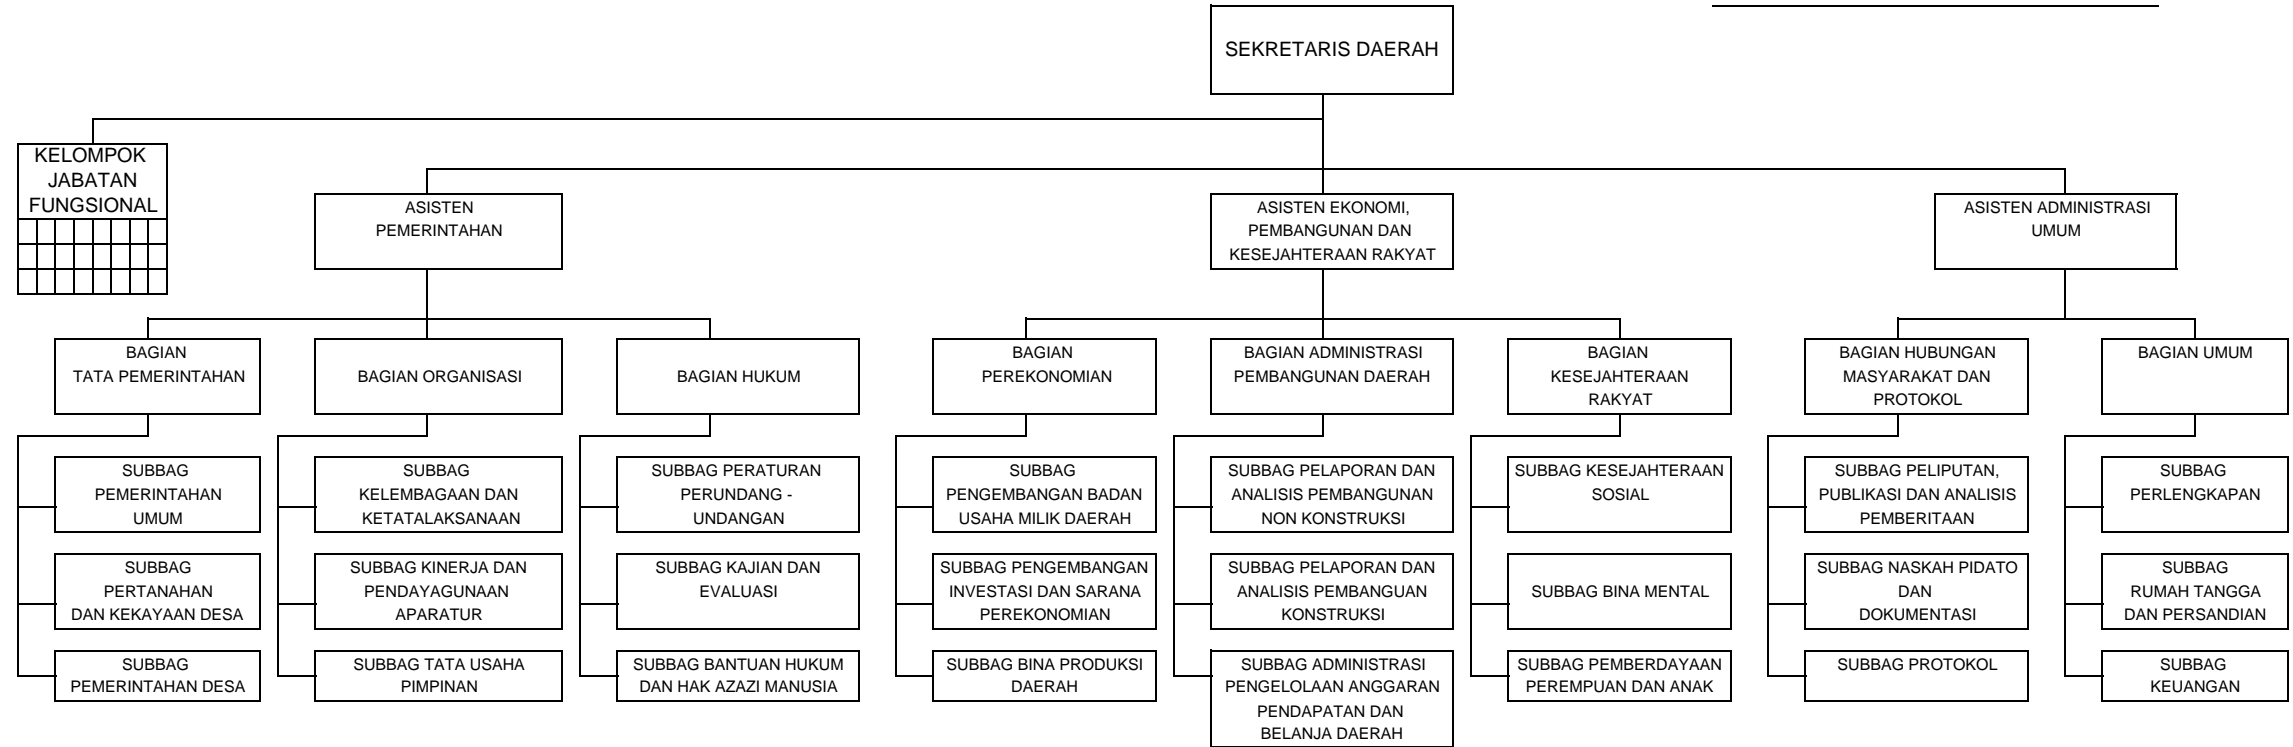 SEKRETARIS DAERAH
KELOMPOK
JABATAN
FUNGSIONAL
ASISTEN
PEMERINTAHAN
ASISTEN EKONOMI,
PEMBANGUNAN DAN
KESEJAHTERAAN RAKYAT
ASISTEN ADMINISTRASI
UMUM
BAGIAN
TATA PEMERINTAHAN
BAGIAN ORGANISASI
BAGIAN HUKUM
BAGIAN
PEREKONOMIAN
BAGIAN ADMINISTRASI
PEMBANGUNAN DAERAH
BAGIAN
KESEJAHTERAAN
RAKYAT
BAGIAN HUBUNGAN
MASYARAKAT DAN
PROTOKOL
BAGIAN UMUM
SUBBAG
PEMERINTAHAN
UMUM
SUBBAG
KELEMBAGAAN DAN
KETATALAKSANAAN
SUBBAG PERATURAN
PERUNDANG -
UNDANGAN
SUBBAG
PENGEMBANGAN BADAN
USAHA MILIK DAERAH
SUBBAG PELAPORAN DAN
ANALISIS PEMBANGUNAN
NON KONSTRUKSI
SUBBAG KESEJAHTERAAN
SOSIAL
SUBBAG PELIPUTAN,
PUBLIKASI DAN ANALISIS
PEMBERITAAN
SUBBAG
PERLENGKAPAN
SUBBAG
PERTANAHAN
DAN KEKAYAAN DESA
SUBBAG KINERJA DAN
PENDAYAGUNAAN
APARATUR
SUBBAG KAJIAN DAN
EVALUASI
SUBBAG PENGEMBANGAN
INVESTASI DAN SARANA
PEREKONOMIAN
SUBBAG PELAPORAN DAN
ANALISIS PEMBANGUAN
KONSTRUKSI
SUBBAG BINA MENTAL
SUBBAG NASKAH PIDATO
DAN
DOKUMENTASI
SUBBAG
RUMAH TANGGA
DAN PERSANDIAN
SUBBAG
PEMERINTAHAN DESA
SUBBAG TATA USAHA
PIMPINAN
SUBBAG BANTUAN HUKUM
DAN HAK AZAZI MANUSIA
SUBBAG BINA PRODUKSI
DAERAH
SUBBAG ADMINISTRASI
PENGELOLAAN ANGGARAN
PENDAPATAN DAN
BELANJA DAERAH
SUBBAG PEMBERDAYAAN
PEREMPUAN DAN ANAK
SUBBAG PROTOKOL
SUBBAG
KEUANGAN